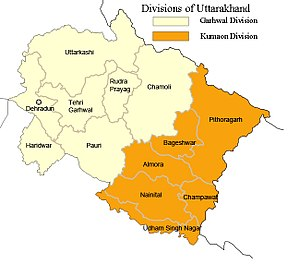 Divisions of Uttarakhand
Garhwal Division
Kumaon Division
Uttarkashi
Rudra
Prayag
Chamoli
Tehri
Garhwal
Dehradun
Pithoragarh
Haridwar
Pauri
Bageshwar
Almora
Nainital
Champawat
Udham Singh Nagar